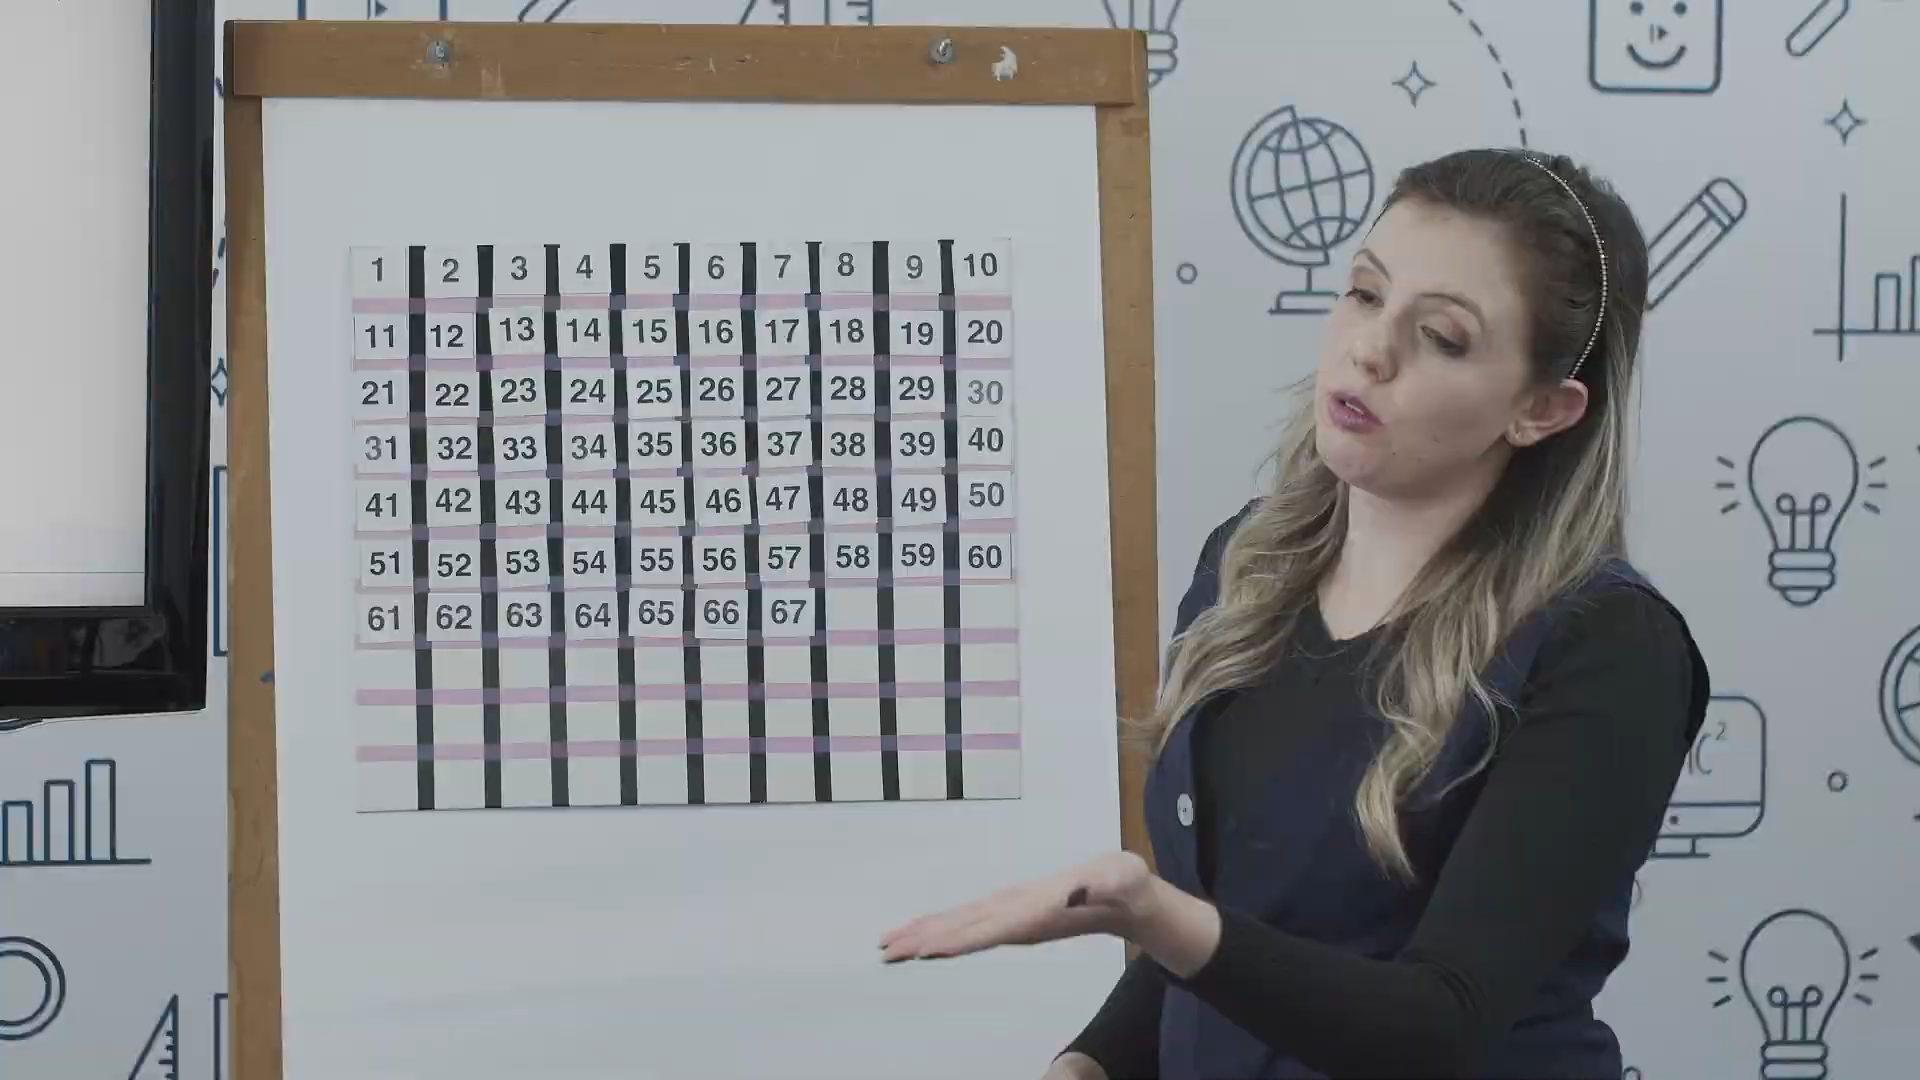 1 2 3 4 5 6 7 8 9 10
11 12 13 14 15 16 17 18 19 20
21 22 23 24 25 26 27 28 29 30
31 32 33 34 35 36 37 38 39 40
41 42 43 44 45 46 47 48 49 50
51 52 53 54 55 56 57 58 59 60
61 62 63 64 65 66 67
C²